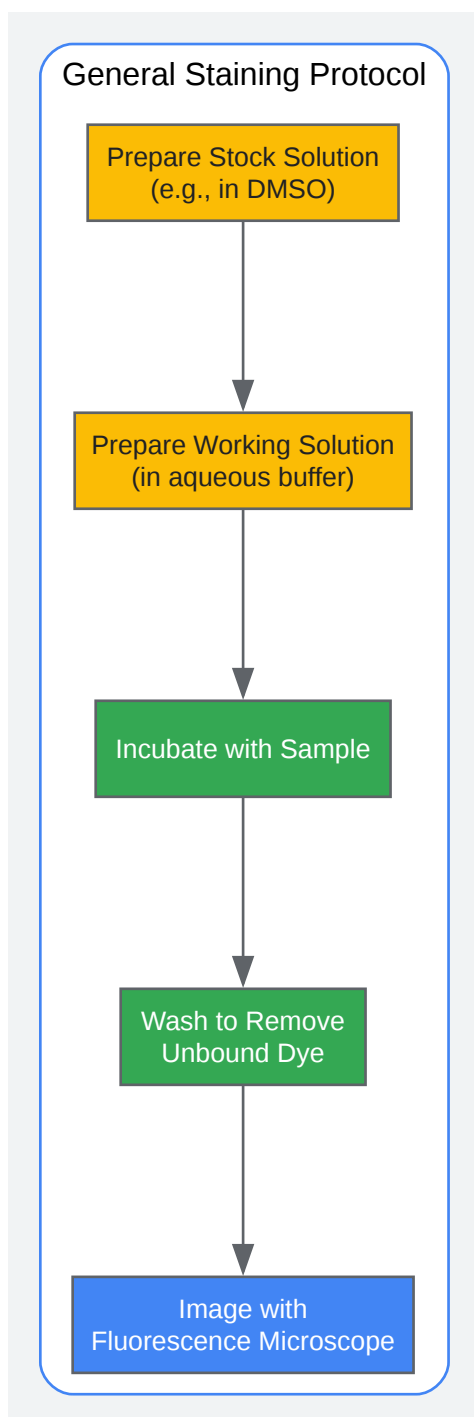 General Staining Protocol
Prepare Stock Solution
(e.g., in DMSO)
Prepare Working Solution
(in aqueous buffer)
Incubate with Sample
Wash to Remove
Unbound Dye
Image with
Fluorescence Microscope